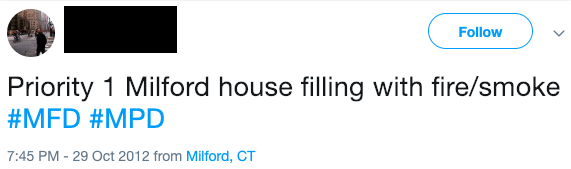 Follow
Priority 1 Milford house filling with fire/smoke
#MFD #MPD
7:45 PM - 29 Oct 2012 from Milford, CT